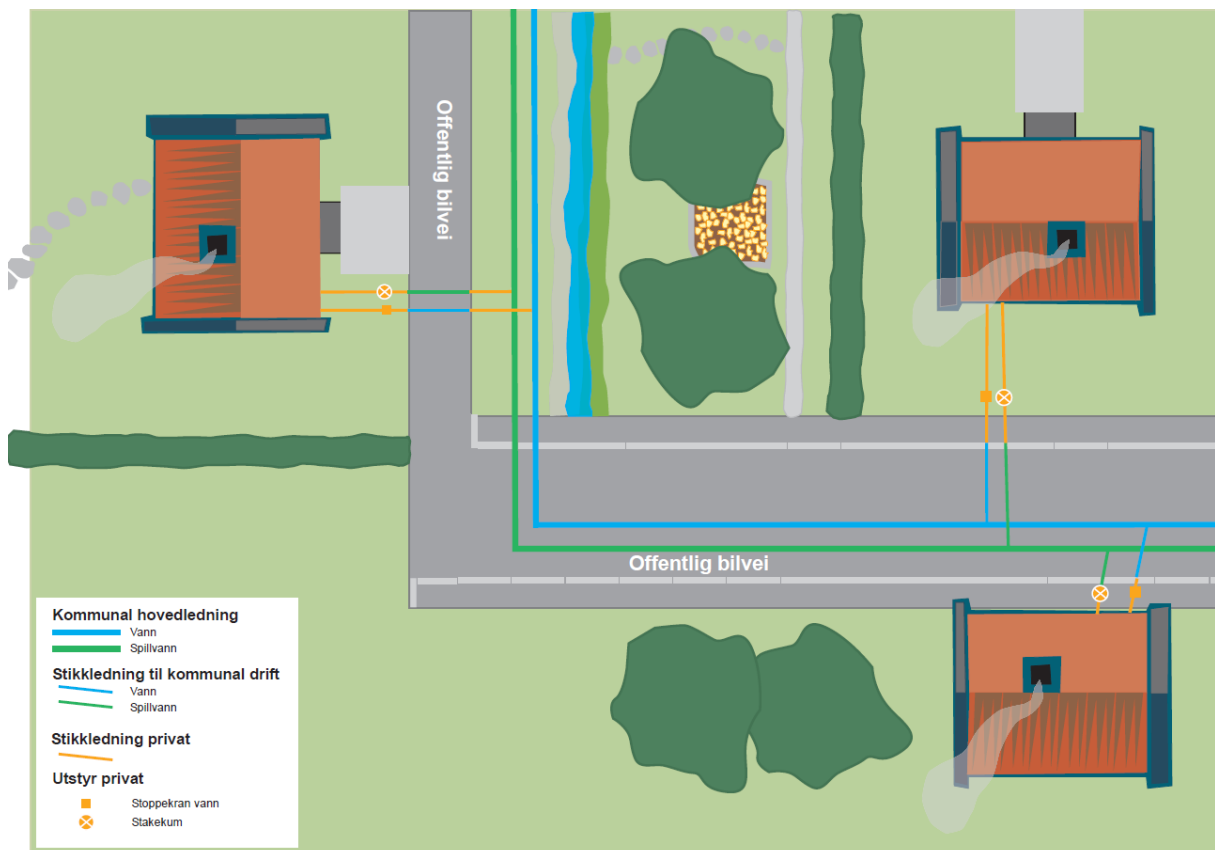 Offentlig bilvei
Offentlig bilvei
Kommunal hovedledning
Vann
Spillvann
Stikkledning til kommunal drift
Vann
Spillvann
Stikkledning privat
Utstyr privat
Stoppekran vann
Stakekum